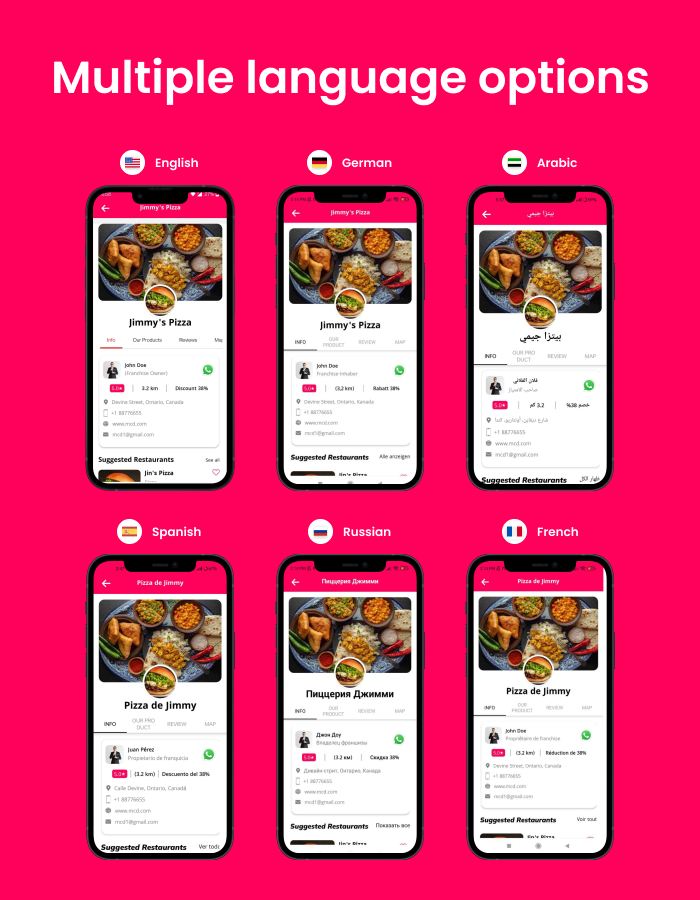 Multiple language options
English
Jimmy's Pizza
Jimmy's Pizza
Info Our Products Reviews
John Doe
(Franchise Owner)
5.0★ 3.2 km Discount 38%
Devine Street, Ontario, Canada
+1 88776655
www.mcd.com
mcd1@gmail.com
Suggested Restaurants See all
Jin's Pizza
German
Jimmy's Pizza
Jimmy's Pizza
INFO OUR PRODUCT REVIEW MAP
John Doe
Franchise-Inhaber
5.0★ (3,2) km Rabatt 38%
Devine Street, Ontario, Kanada
+1 88776655
www.mcd.com
mcd1@gmail.com
Suggested Restaurants Alle anzeigen
Jin's Pizza
Arabic
بيتزا جيمي
بيتزا جيمي
INFO OUR PRO DUCT REVIEW MAP
فلان الفلاني
صاحب الامتياز
5.0★ 3.2 كم خصم 38%
شارع ديفاين، أونتاريو، كندا
+1 88776655
www.mcd.com
mcd1@gmail.com
Suggested Restaurants
Spanish
Pizza de Jimmy
Pizza de Jimmy
INFO OUR PRO DUCT REVIEW MAP
Juan Pérez
Propietario de franquicia
5.0★ (3.2 km) Descuento del 38%
Calle Devine, Ontario, Canadá
+1 88776655
www.mcd.com
mcd1@gmail.com
Suggested Restaurants Ver todo
Russian
Пиццерия Джимми
Пиццерия Джимми
INFO OUR PRODUCT REVIEW MAP
Джон Доу
Владелец франшизы
5.0★ (3.2 км) Скидка 38%
Дивайн-стрит, Онтарио, Канада
+1 88776655
www.mcd.com
mcd1@gmail.com
Suggested Restaurants Показать все
Jin's Pizza
French
Pizza de Jimmy
Pizza de Jimmy
INFO OUR PRODUCT REVIEW MAP
John Doe
Propriétaire de franchise
5.0★ (3.2 km) Réduction de 38%
Devine Street, Ontario, Canada
+1 88776655
www.mcd.com
mcd1@gmail.com
Suggested Restaurants Voir tout
Jin's Pizza